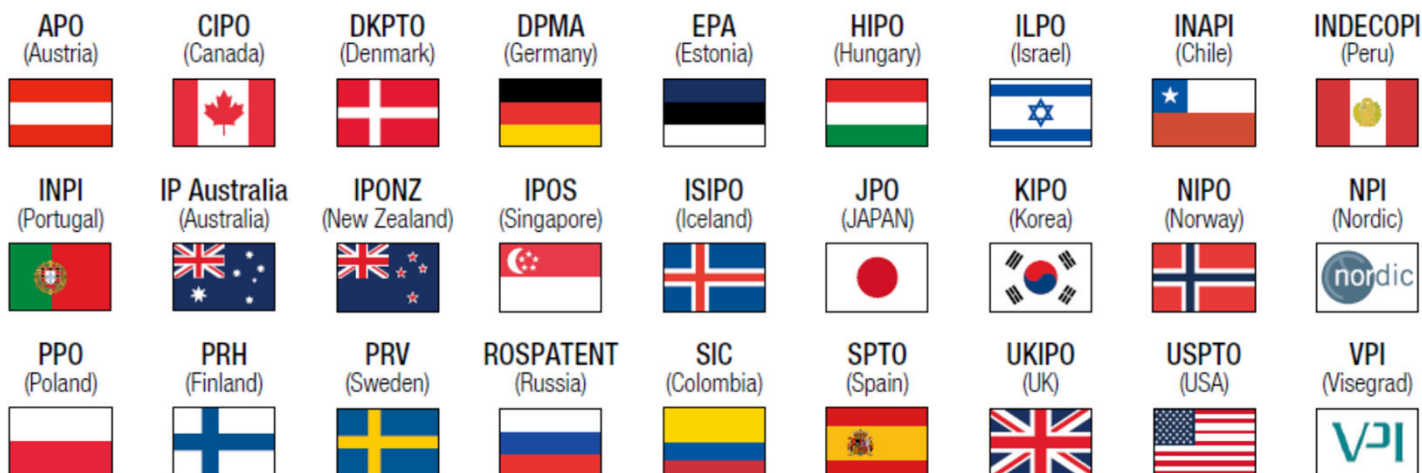 APO CIPO DKPTO DPMA EPA HIPO ILPO INAPI INDECOPI
(Austria) (Canada) (Denmark) (Germany) (Estonia) (Hungary) (Israel) (Chile) (Peru)
INPI IP Australia IPONZ IPOS ISIPO JPO KIPO NIPO NPI
(Portugal) (Australia) (New Zealand) (Singapore) (Iceland) (JAPAN) (Korea) (Norway) (Nordic)
nordic
PPO PRH PRV ROSPATENT SIC SPTO UKIPO USPTO VPI
(Poland) (Finland) (Sweden) (Russia) (Colombia) (Spain) (UK) (USA) (Visegrad)
VPI